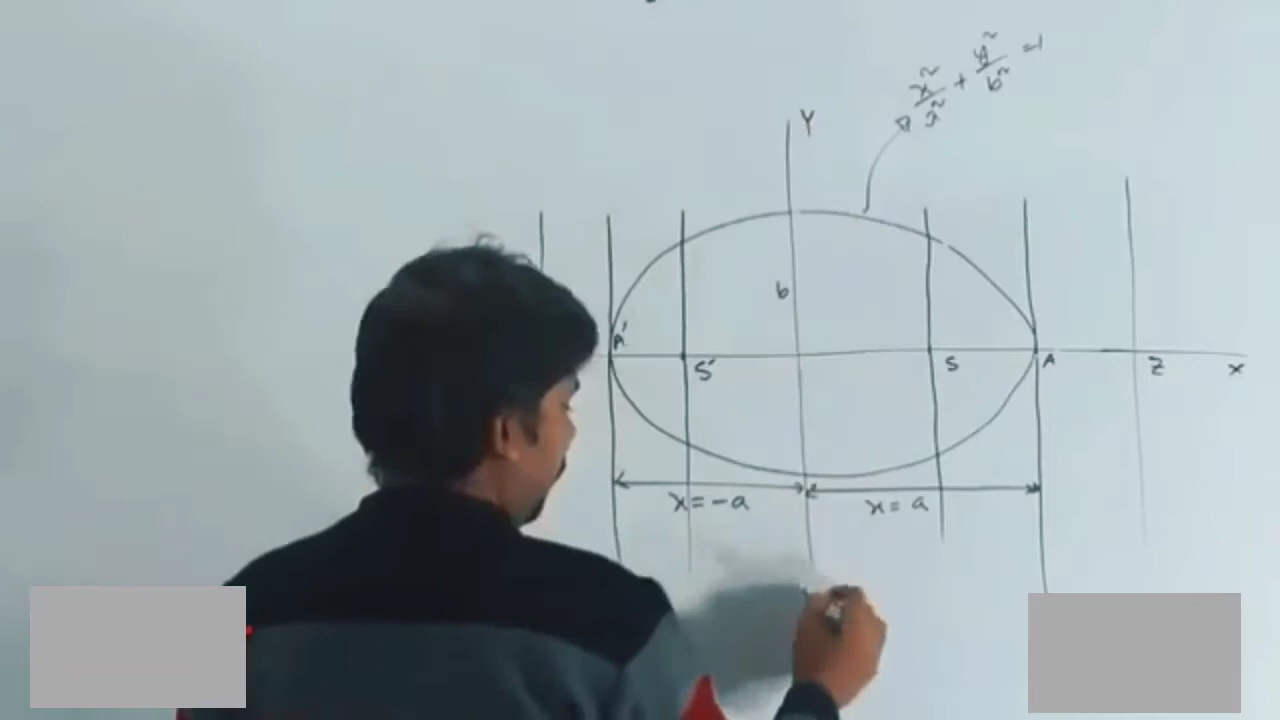 x²/a² + y²/b² = 1
Y
b
A'
S'
S
A
Z
x
x = -a
x = a